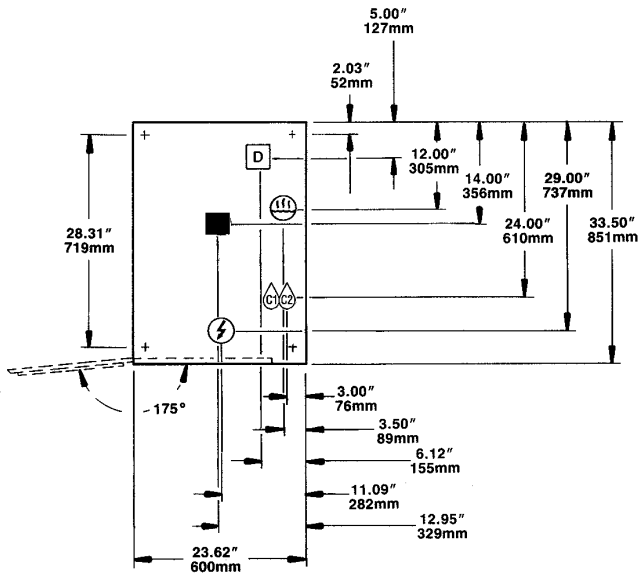 5.00″
127mm
2.03″
52mm
D
12.00″
305mm
14.00″
356mm
29.00″
737mm
24.00″
610mm
33.50″
851mm
28.31″
719mm
C1 C2
175°
3.00″
76mm
3.50″
89mm
6.12″
155mm
11.09″
282mm
12.95″
329mm
23.62″
600mm